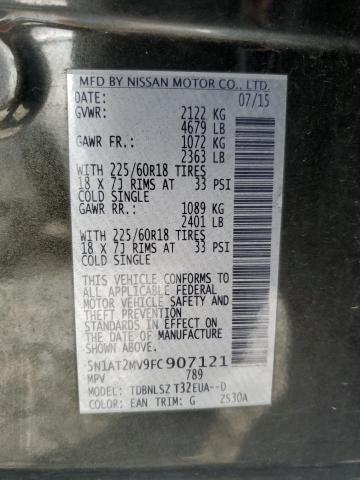 MFD BY NISSAN MOTOR CO., LTD.
DATE: 07/15
GVWR: 2122 KG
4679 LB
GAWR FR.: 1072 KG
2363 LB
WITH 225/60R18 TIRES
18 X 7J RIMS AT 33 PSI
COLD SINGLE
GAWR RR.: 1089 KG
2401 LB
WITH 225/60R18 TIRES
18 X 7J RIMS AT 33 PSI
COLD SINGLE
THIS VEHICLE CONFORMS TO
ALL APPLICABLE FEDERAL
MOTOR VEHICLE SAFETY AND
THEFT PREVENTION
STANDARDS IN EFFECT ON
THE DATE OF MANUFACTURE
SHOWN ABOVE.
5N1AT2MV9FC907121
MPV 789
MODEL: TDBNLSZ T32EUA--D
COLOR: EAN TRIM: G ZS30A